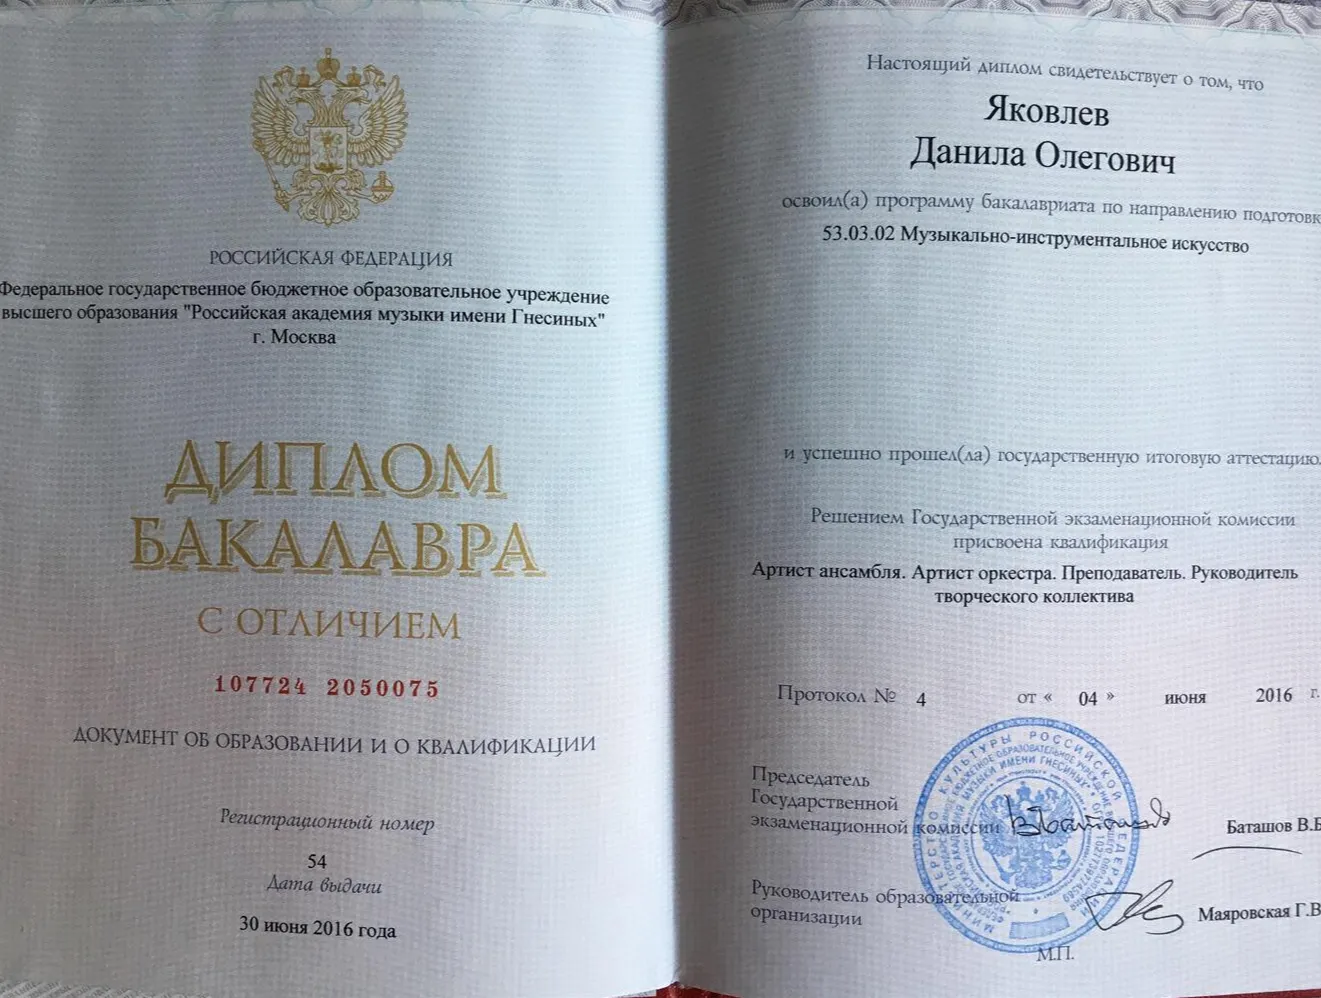 РОССИЙСКАЯ ФЕДЕРАЦИЯ
Федеральное государственное бюджетное образовательное учреждение
высшего образования "Российская академия музыки имени Гнесиных"
г. Москва
ДИПЛОМ
БАКАЛАВРА
С ОТЛИЧИЕМ
107724 2050075
ДОКУМЕНТ ОБ ОБРАЗОВАНИИ И О КВАЛИФИКАЦИИ
Регистрационный номер
54
Дата выдачи
30 июня 2016 года
Настоящий диплом свидетельствует о том, что
Яковлев
Данила Олегович
освоил(а) программу бакалавриата по направлению подготовк
53.03.02 Музыкально-инструментальное искусство
и успешно прошел(ла) государственную итоговую аттестацию.
Решением Государственной экзаменационной комиссии
присвоена квалификация
Артист ансамбля. Артист оркестра. Преподаватель. Руководитель
творческого коллектива
Протокол № 4 от « 04 » июня 2016 г.
Председатель
Государственной
экзаменационной комиссии
Баташов В.Б
Руководитель образовательной
организации
Маяровская Г.В
М.П.
МИНИСТЕРСТВО КУЛЬТУРЫ РОССИЙСКОЙ ФЕДЕРАЦИИ